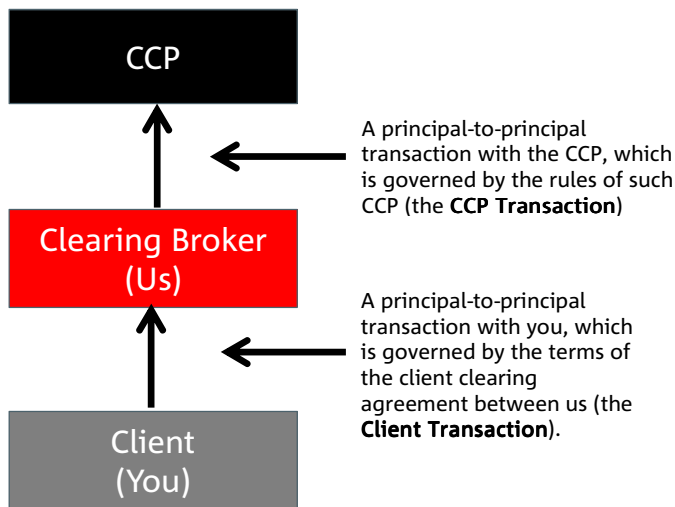 CCP
A principal-to-principal
transaction with the CCP, which
is governed by the rules of such
CCP (the CCP Transaction)
Clearing Broker
(Us)
A principal-to-principal
transaction with you, which
is governed by the terms of
the client clearing
agreement between us (the
Client Transaction).
Client
(You)